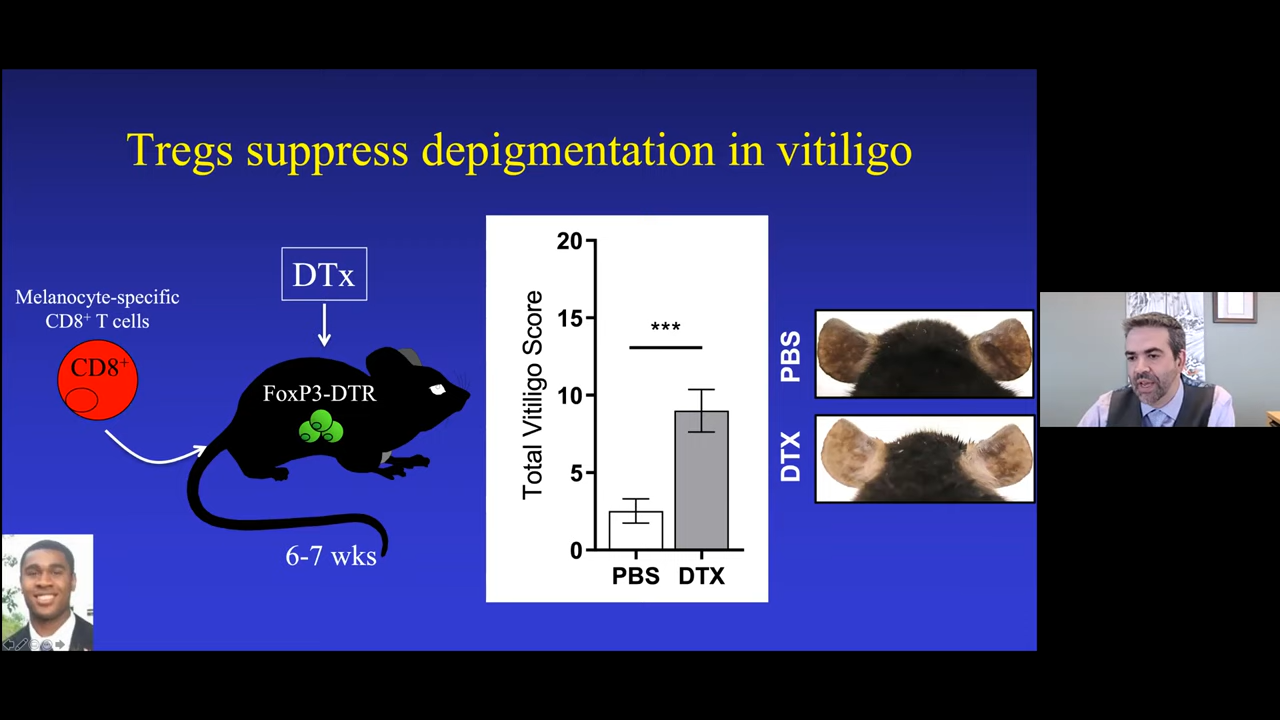 Tregs suppress depigmentation in vitiligo
Melanocyte-specific
CD8⁺ T cells
CD8⁺
DTx
FoxP3-DTR
6-7 wks
Total Vitiligo Score
20
15
10
5
0
***
PBS
DTX
PBS
DTX